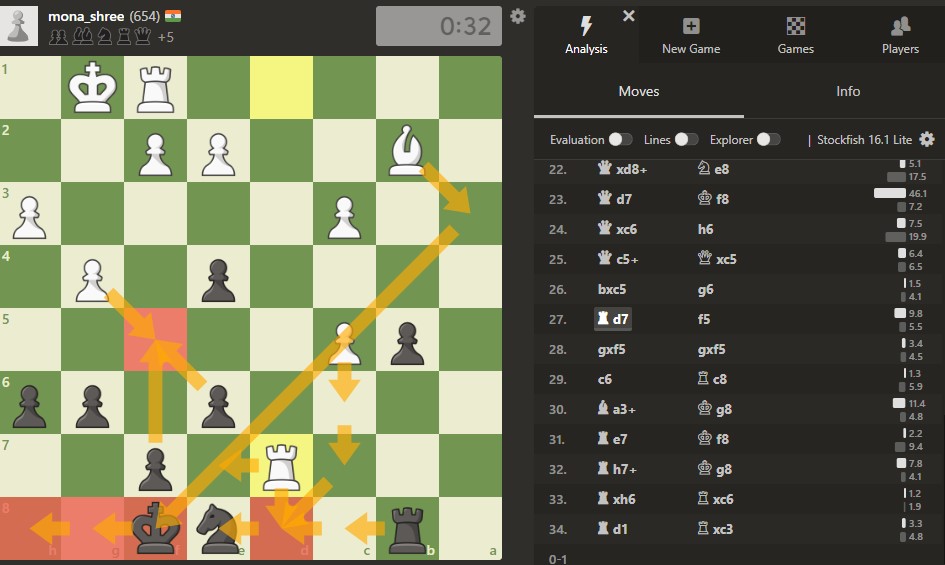 mona_shree (654)
+5
0:32
Analysis
New Game
Games
Players
Moves
Info
Evaluation Lines Explorer | Stockfish 16.1 Lite
22. xd8+ e8 5.1 17.5
23. d7 f8 46.1 7.2
24. xc6 h6 7.5 19.9
25. c5+ xc5 6.4 6.5
26. bxc5 g6 1.5 4.1
27. d7 f5 9.8 5.5
28. gxf5 gxf5 3.4 4.5
29. c6 c8 1.3 5.9
30. a3+ g8 11.4 4.8
31. e7 f8 2.2 9.4
32. h7+ g8 7.8 4.1
33. xh6 xc6 1.2 1.9
34. d1 xc3 3.3 4.8
0-1
1
2
3
4
5
6
7
8
h g f e d c b a